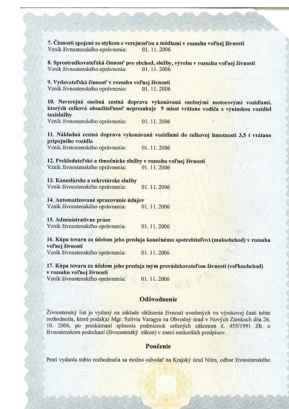 7. Činnosti spojené so stykom s verejnosťou a médiami v rozsahu voľnej živnosti
Vznik živnostenského oprávnenia: 01. 11. 2006
8. Sprostredkovateľská činnosť pre obchod, služby, výrobu v rozsahu voľnej živnosti
Vznik živnostenského oprávnenia: 01. 11. 2006
9. Vydavateľská činnosť v rozsahu voľnej živnosti
Vznik živnostenského oprávnenia: 01. 11. 2006
10. Neverejná osobná cestná doprava vykonávaná osobnými motorovými vozidlami,
ktorých celková obsaditeľnosť nepresahuje 9 miest vrátane vodiča s výnimkou vozidiel
taxislužby
Vznik živnostenského oprávnenia: 01. 11. 2006
11. Nákladná cestná doprava vykonávaná vozidlami do celkovej hmotnosti 3,5 t vrátane
prípojného vozidla
Vznik živnostenského oprávnenia: 01. 11. 2006
12. Prekladateľské a tlmočnícke služby v rozsahu voľnej živnosti
Vznik živnostenského oprávnenia: 01. 11. 2006
13. Kancelárske a sekretárske služby
Vznik živnostenského oprávnenia: 01. 11. 2006
14. Automatizované spracovanie údajov
Vznik živnostenského oprávnenia: 01. 11. 2006
15. Administratívne práce
Vznik živnostenského oprávnenia: 01. 11. 2006
16. Kúpa tovaru za účelom jeho predaja konečnému spotrebiteľovi (maloobchod) v rozsahu
voľnej živnosti
Vznik živnostenského oprávnenia: 01. 11. 2006
17. Kúpa tovaru za účelom jeho predaja iným prevádzkovateľom živnosti (veľkoobchod)
v rozsahu voľnej živnosti
Vznik živnostenského oprávnenia: 01. 11. 2006
Odôvodnenie
Živnostenský list je vydaný na základe ohlásenia živností uvedených vo výrokovej časti tohto
rozhodnutia, ktoré podal(a) Mgr. Szilvia Varagya na Obvodný úrad v Nových Zámkoch dňa 26.
10. 2006, po preskúmaní splnenia podmienok určených zákonom č. 455/1991 Zb. o
živnostenskom podnikaní (živnostenský zákon) v znení neskorších predpisov.
Poučenie
Proti vydaniu tohto rozhodnutia sa možno odvolať na Krajský úrad Nitra, odbor živnostenského